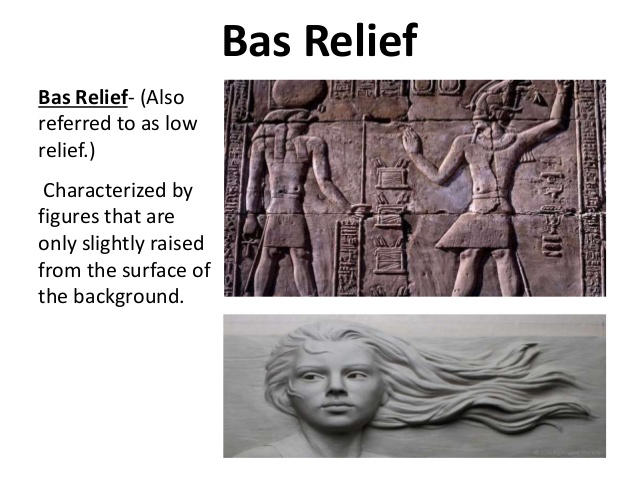 Bas Relief
Bas Relief- (Also
referred to as low
relief.)
Characterized by
figures that are
only slightly raised
from the surface of
the background.